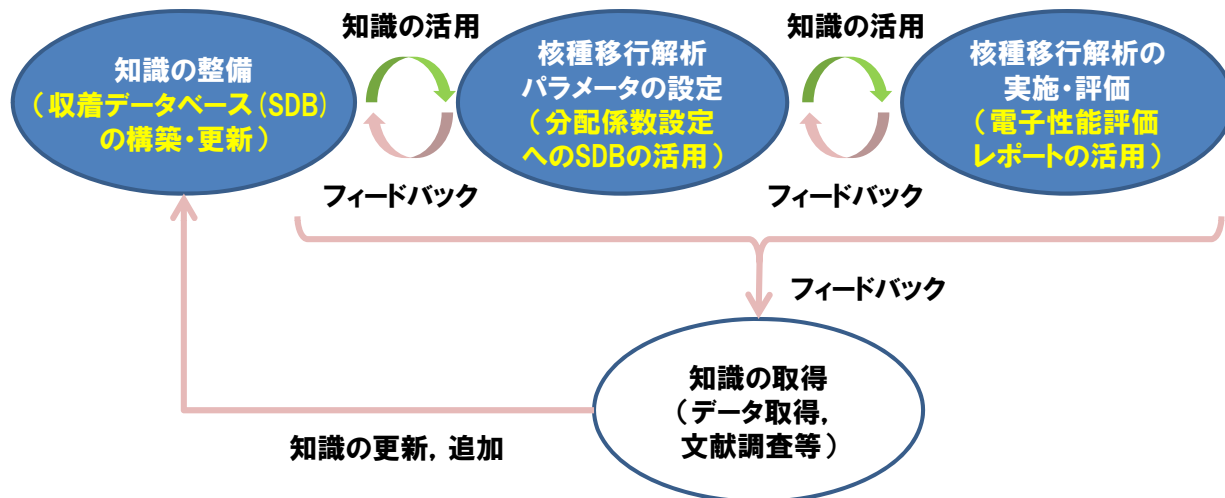 知識の活用
知識の活用
知識の整備
（収着データベース(SDB)
の構築・更新）
核種移行解析
パラメータの設定
（分配係数設定
へのSDBの活用）
核種移行解析の
実施・評価
（電子性能評価
レポートの活用）
フィードバック
フィードバック
フィードバック
知識の取得
（データ取得,
文献調査等）
知識の更新, 追加